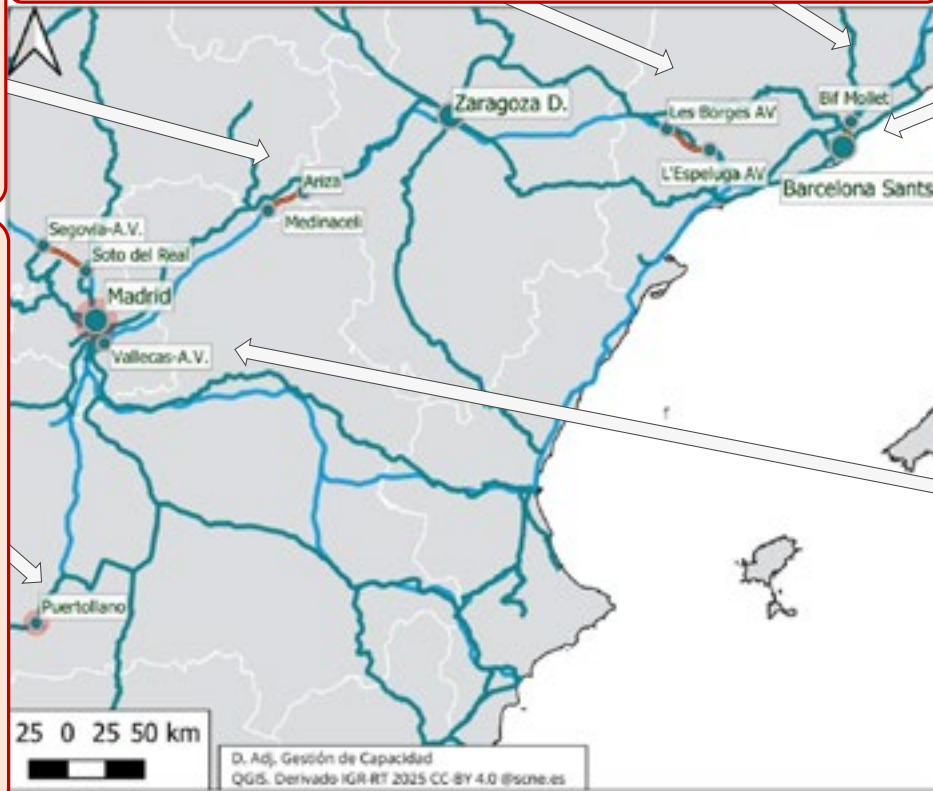 Zaragoza D.
Bif Mollet
Les Borges AV
L'Espeluga AV
Barcelona Sants
Ariza
Medinaceli
Segovia-A.V.
Soto del Real
Madrid
Vallecas-A.V.
Puertollano
25 0 25 50 km
D. Adj. Gestión de Capacidad
QGIS. Derivado IGR-RT 2025 CC-BY 4.0 @scne.es